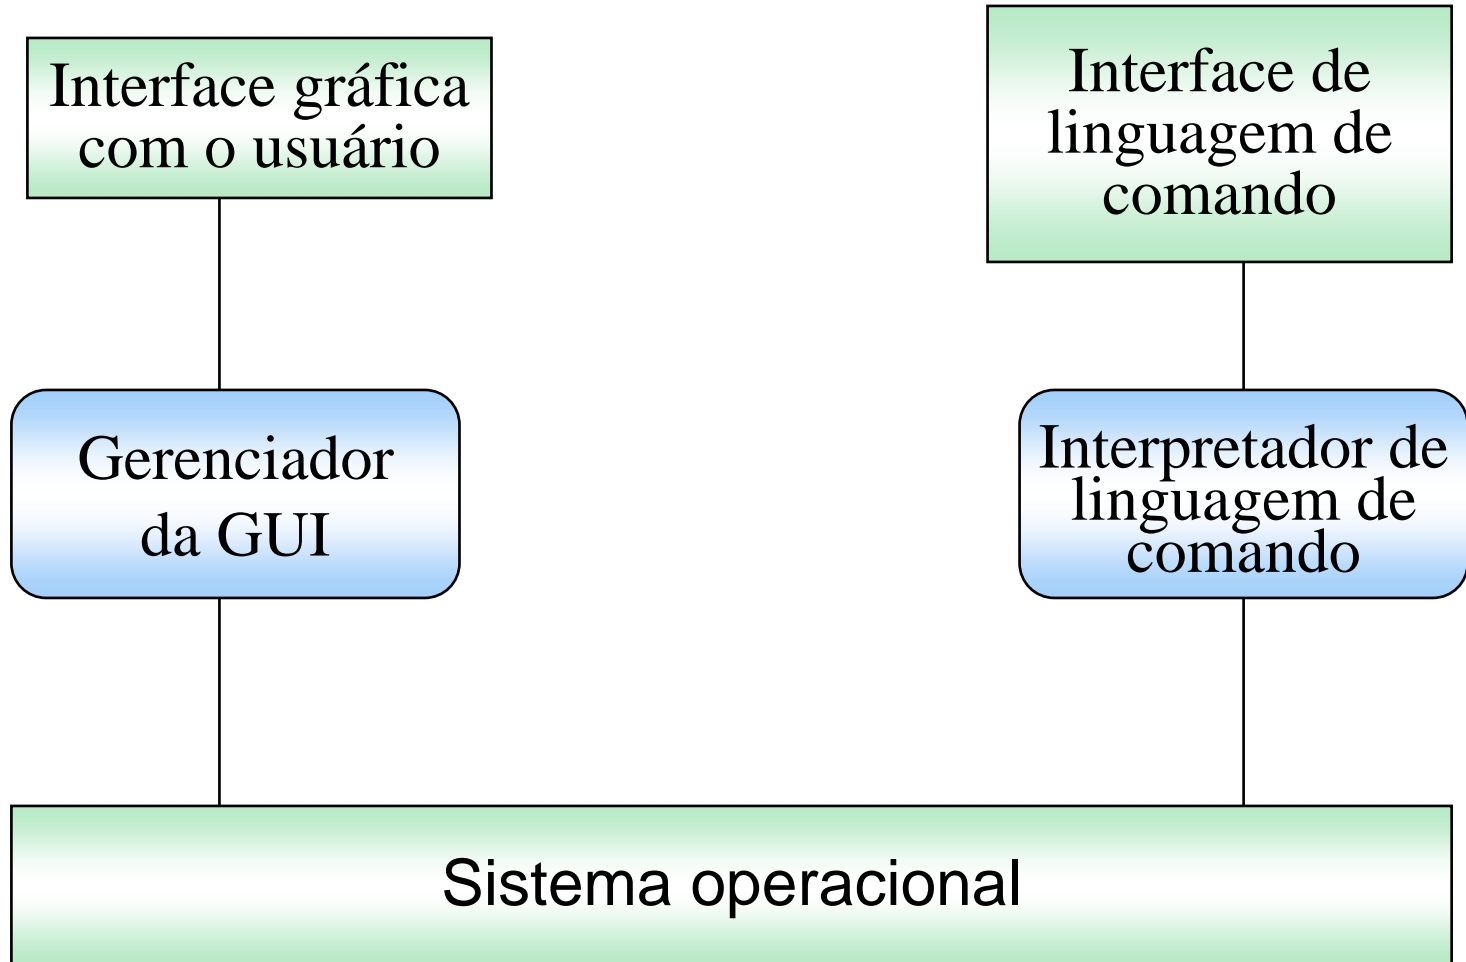 Interface gráfica
com o usuário
Interface de
linguagem de
comando
Gerenciador
da GUI
Interpretador de
linguagem de
comando
Sistema operacional